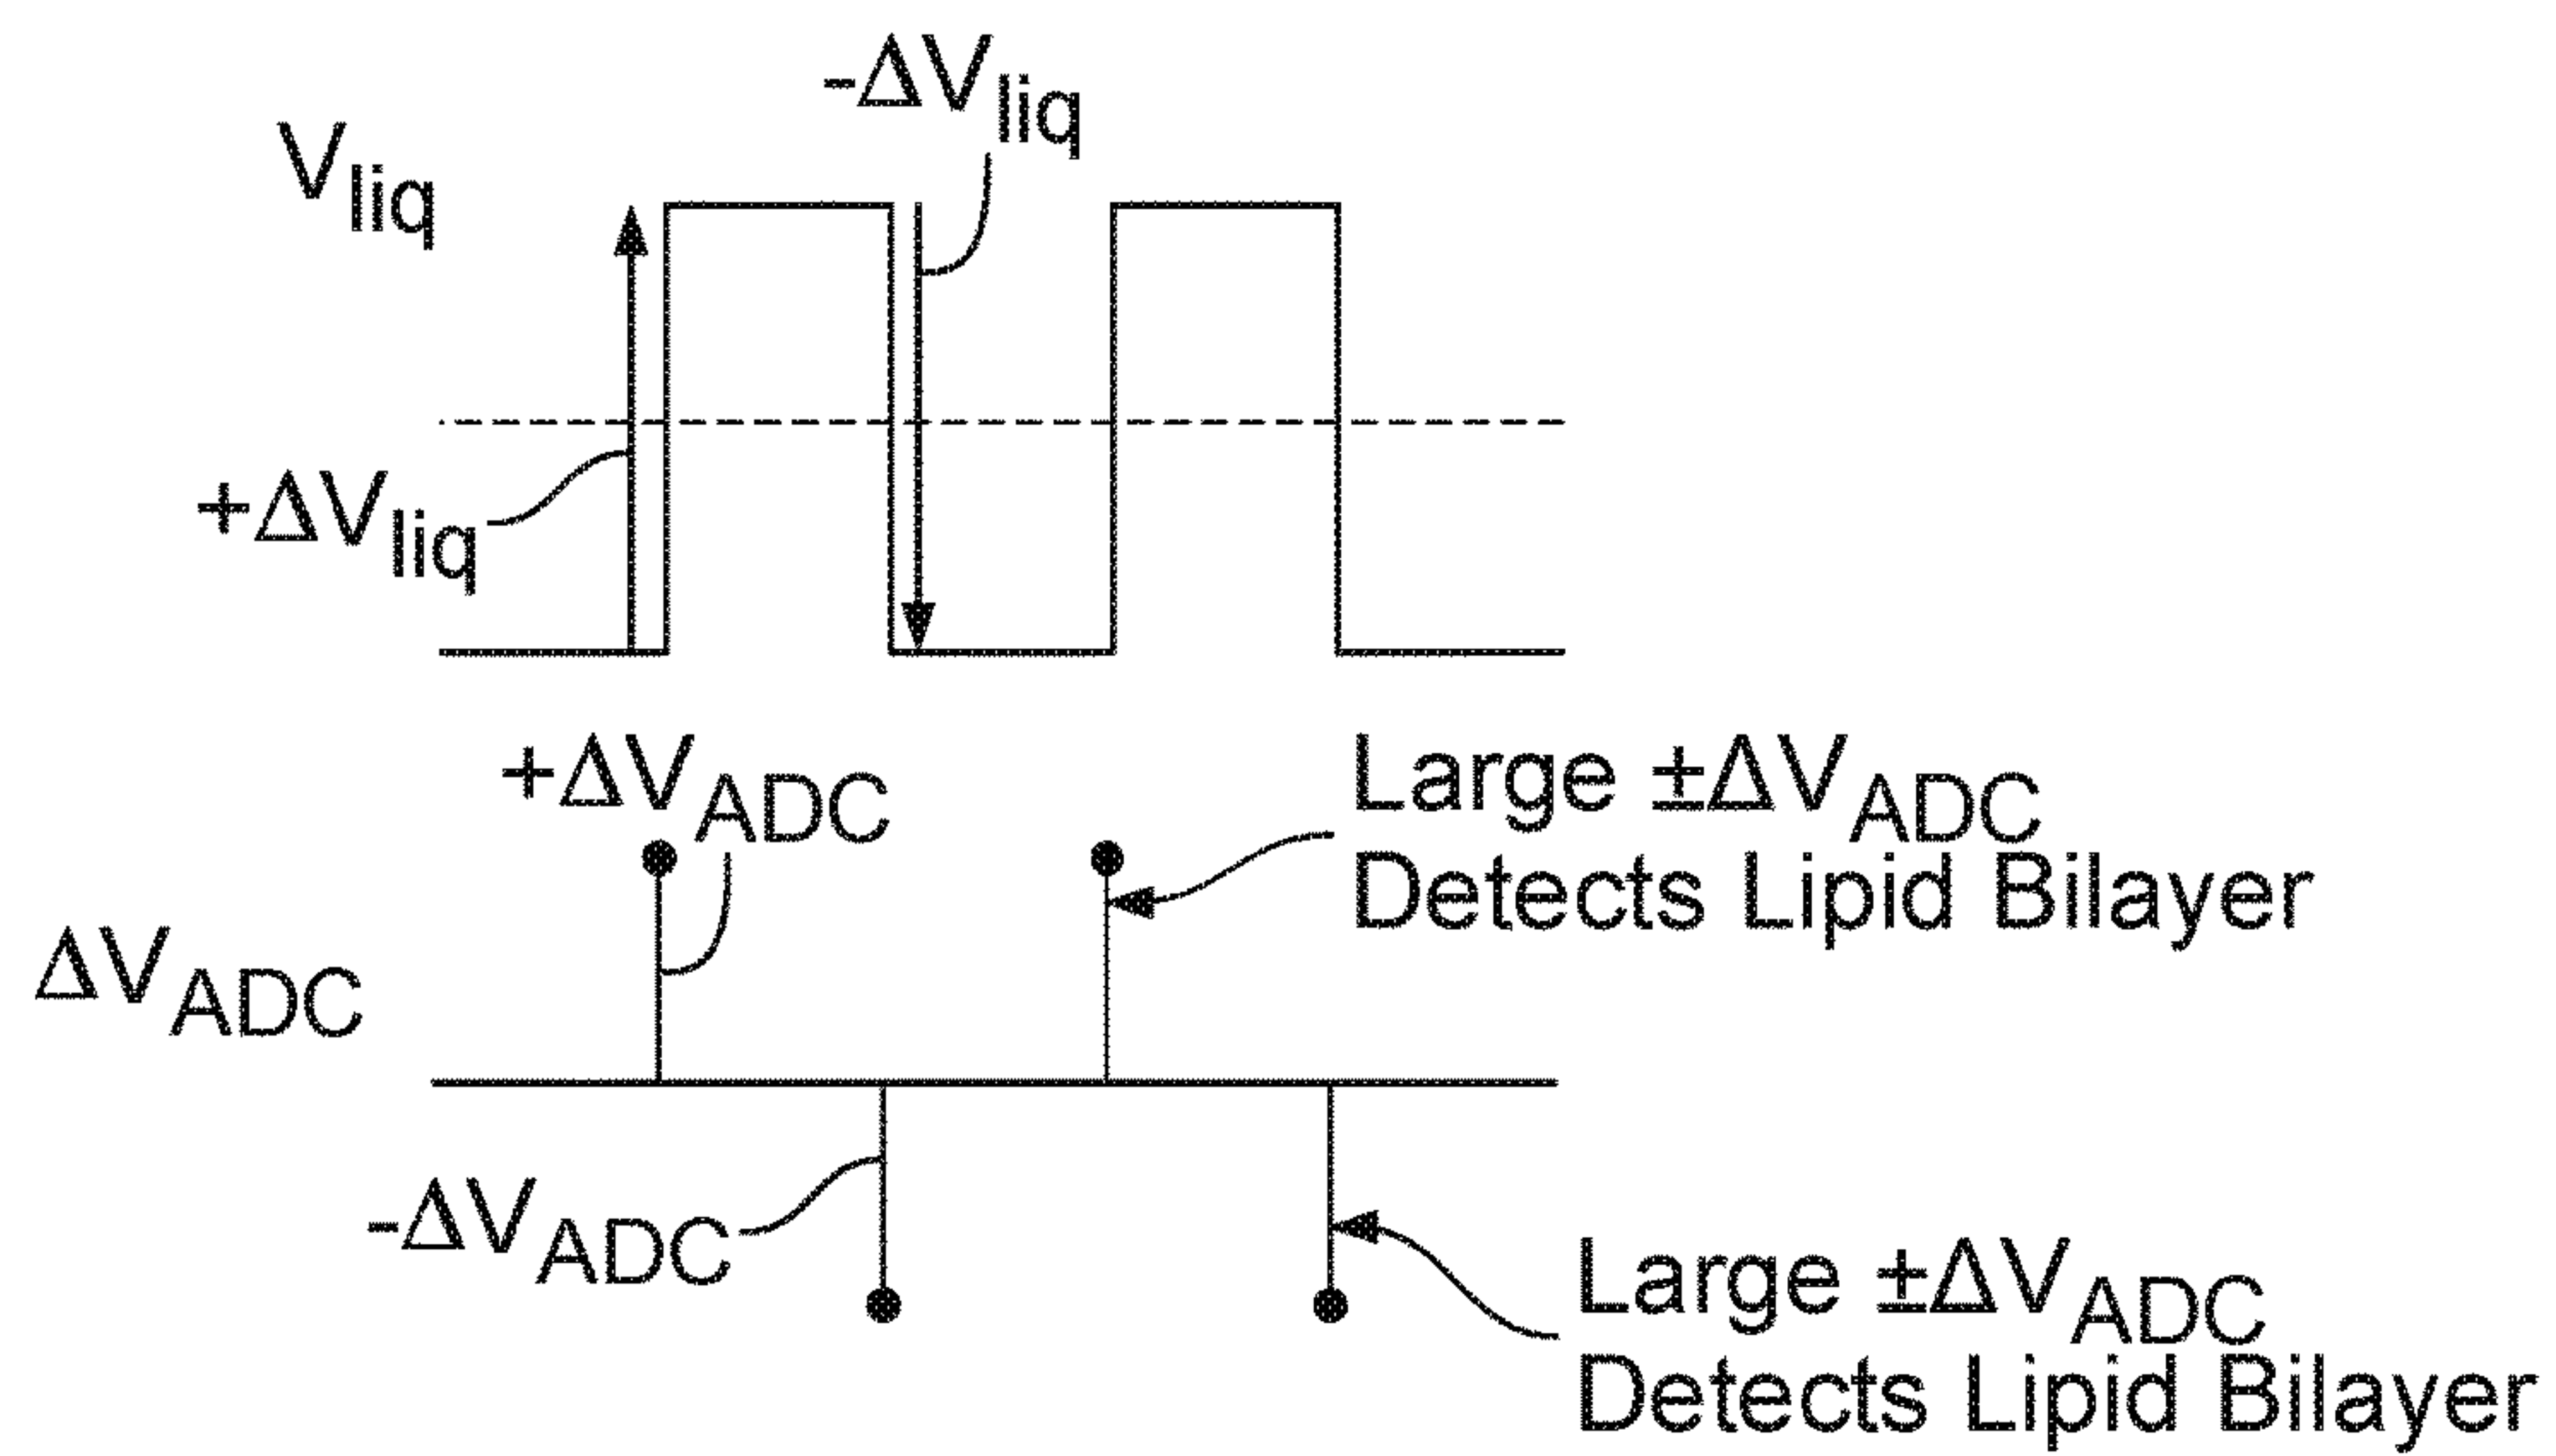 -ΔVliq
Vliq
+ΔVliq
+ΔVADC
Large ±ΔVADC
Detects Lipid Bilayer
ΔVADC
-ΔVADC
Large ±ΔVADC
Detects Lipid Bilayer